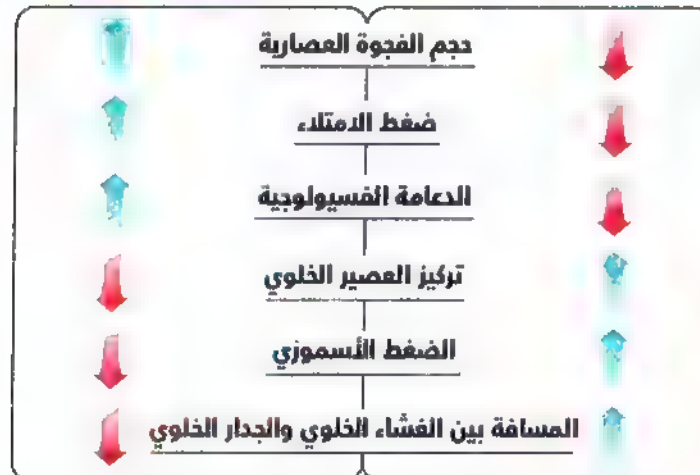 حجم الفجوة العصارية
ضغط الامتلاء
الدعامة الفسيولوجية
تركيز العصير الخلوي
الضغط الأسموزي
المسافة بين الغشاء الخلوي والجدار الخلوي